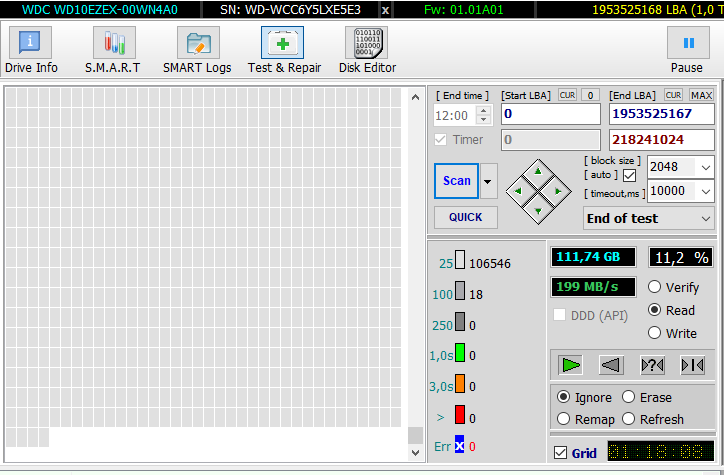 WDC WD10EZEX-00WN4A0 SN: WD-WCC6Y5LXE5E3 x Fw: 01.01A01 1953525168 LBA (1,0 T
Drive Info S.M.A.R.T SMART Logs Test & Repair Disk Editor Pause
[ End time ] [Start LBA] CUR 0 [End LBA] CUR MAX
12:00 0 1953525167
Timer 0 218241024
[ block size ] 2048
[ auto ]
[ timeout,ms ] 10000
Scan
QUICK End of test
25 106546
100 18
250 0
1,0s 0
3,0s 0
> 0
Err x 0
111,74 GB 11,2 %
199 MB/s Verify
DDD (API) Read
Write
Ignore Erase
Remap Refresh
Grid 01:18:08